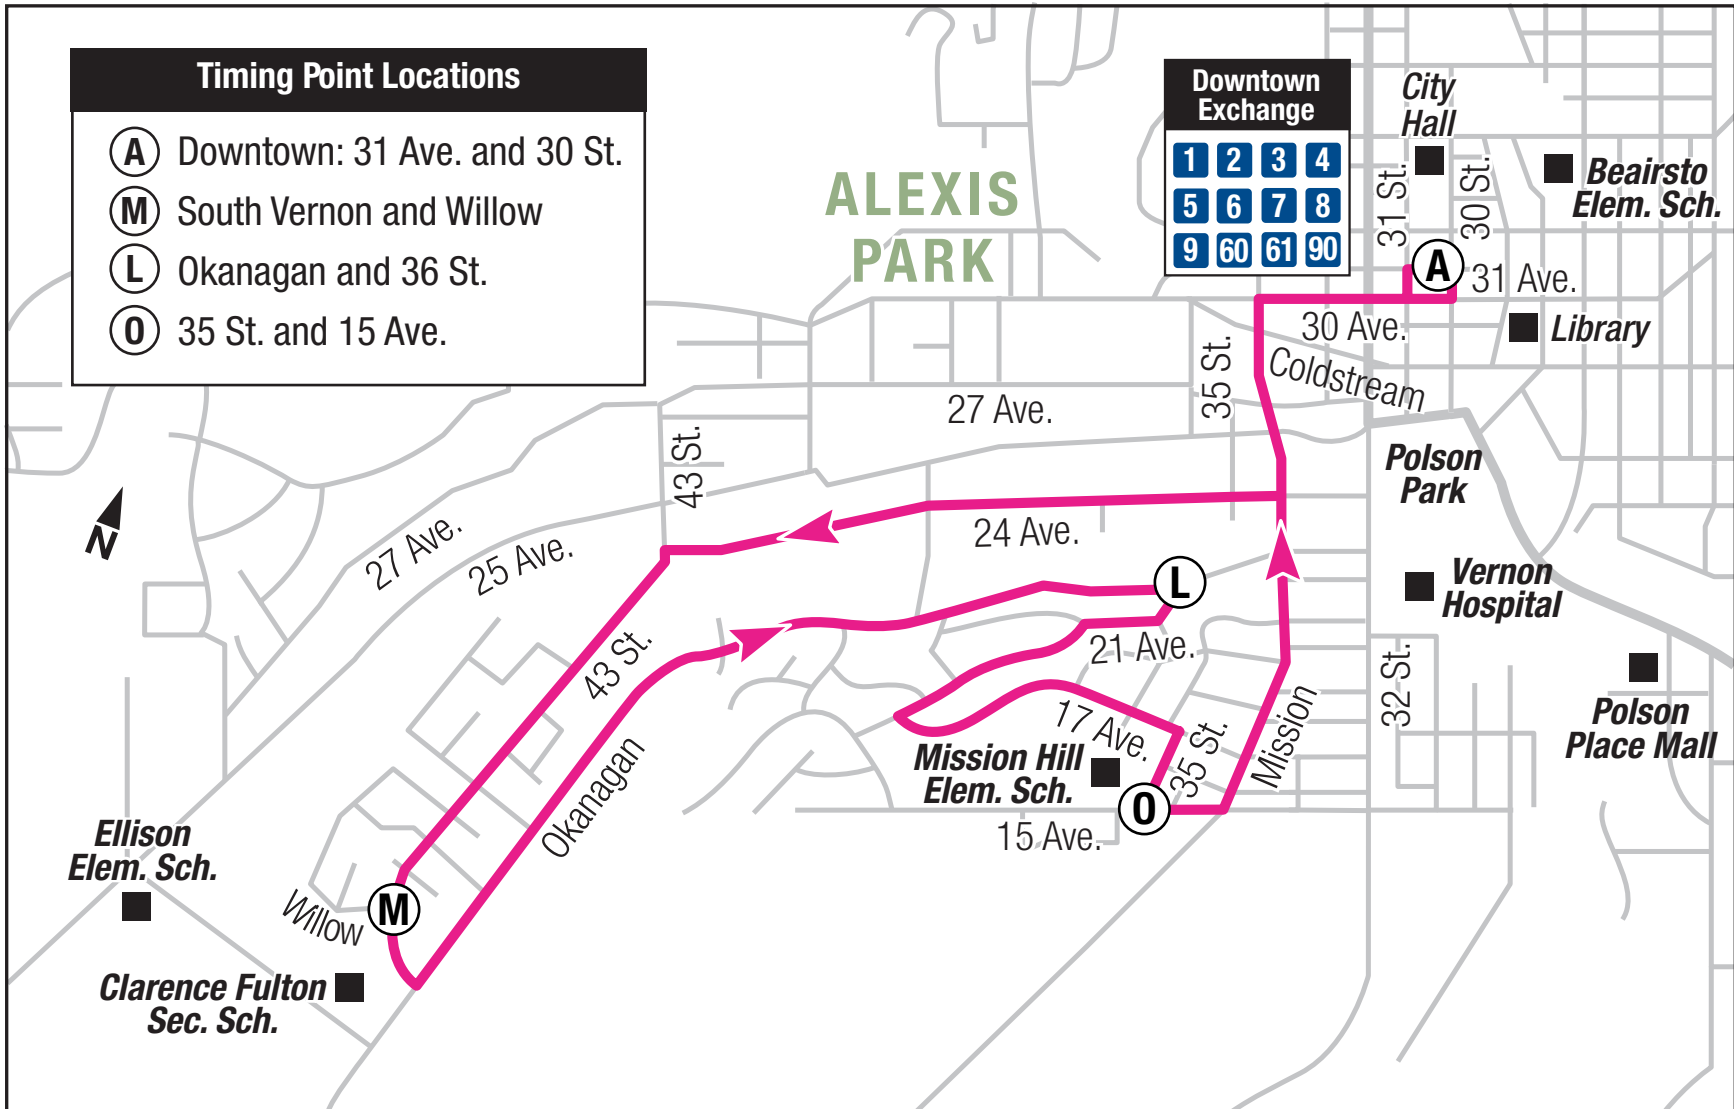 Timing Point Locations
A Downtown: 31 Ave. and 30 St.
M South Vernon and Willow
L Okanagan and 36 St.
O 35 St. and 15 Ave.
ALEXIS
PARK
Downtown
Exchange
1 2 3 4
5 6 7 8
9 60 61 90
City
Hall
31 St.
30 St.
Beairsto
Elem. Sch.
A
31 Ave.
30 Ave.
Library
35 St.
Coldstream
27 Ave.
43 St.
Polson
Park
N
27 Ave.
25 Ave.
24 Ave.
L
Vernon
Hospital
43 St.
21 Ave.
32 St.
Mission
Polson
Place Mall
17 Ave.
35 St.
Mission Hill
Elem. Sch.
O
15 Ave.
Okanagan
Ellison
Elem. Sch.
Willow
M
Clarence Fulton
Sec. Sch.